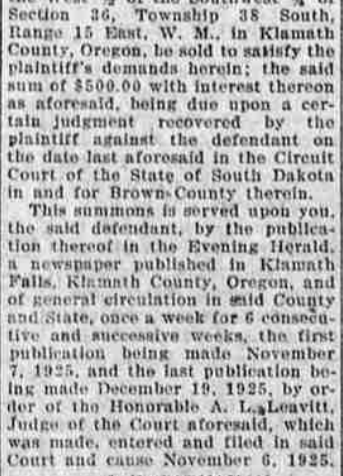 the West ½ of the Southwest ¼ of
Section 36, Township 38 South,
Range 15 East, W. M., in Klamath
County, Oregon, be sold to satisfy the
plaintiff's demands herein; the said
sum of $500.00 with interest thereon
as aforesaid, being due upon a cer-
tain judgment recovered by the
plaintiff against the defendant on
the date last aforesaid in the Circuit
Court of the State of South Dakota
in and for Brown County therein.
This summons is served upon you,
the said defendant, by the publica-
tion thereof in the Evening Herald,
a newspaper published in Klamath
Falls, Klamath County, Oregon, and
of general circulation in said County
and State, once a week for 6 consecu-
tive and successive weeks, the first
publication being made November
7, 1925, and the last publication be-
ing made December 19, 1925, by or-
der of the Honorable A. L. Leavitt,
Judge of the Court aforesaid, which
was made, entered and filed in said
Court and cause November 6, 1925.